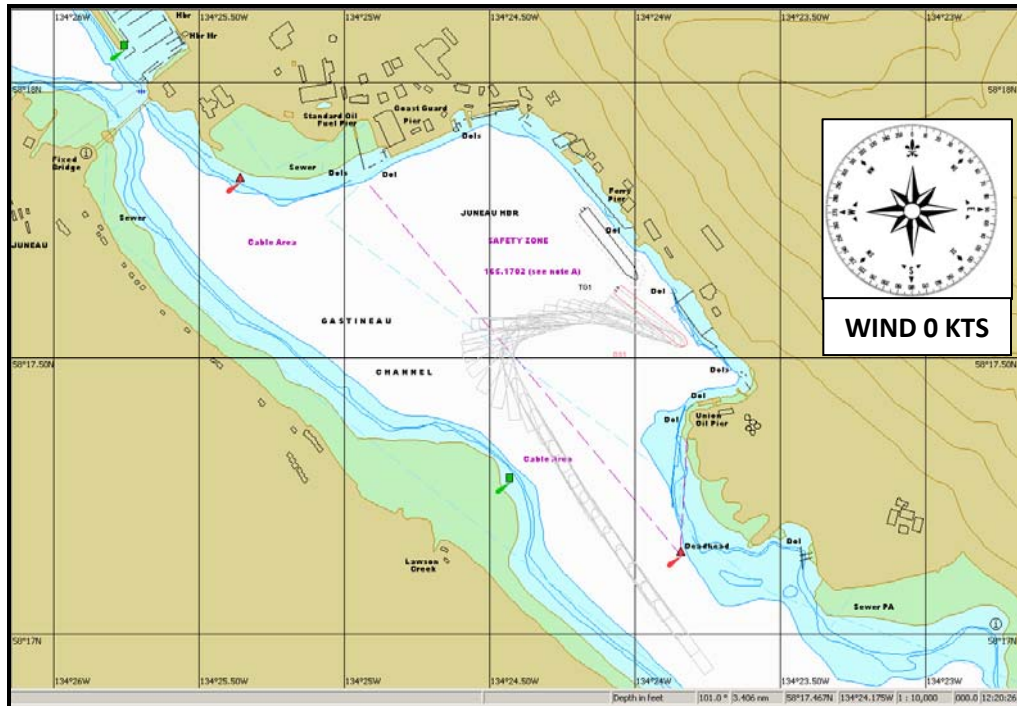 134°26W 134°25.50W 134°25W 134°24.50W 134°24W 134°23.50W 134°23W
Hbr
Hbr Hr
58°18N 58°18N
Standard Oil
Fuel Pier
Coast Guard
Pier
Dols
Fixed
Bridge
Sewer
Dols
Del
Ferry
Pier
Sewer
JUNEAU HBR
JUNEAU
Cable Area
SAFETY ZONE
Del
165.1702 (see note A)
T01
Del
GASTINEAU
58°17.50N 58°17.50N
CHANNEL
Dols
Del
Del
Union
Oil Pier
Cable Area
Del
Deadhead
Lawson
Creek
Sewer PA
58°17N 58°17N
134°26W 134°25.50W 134°25W 134°24.50W 134°24W 134°23.50W 134°23W
N
E
S
W
WIND 0 KTS
Depth in feet 101.0 ° 3.406 nm 58°17.467N 134°24.175W 1 : 10,000 000.0 12:20:26